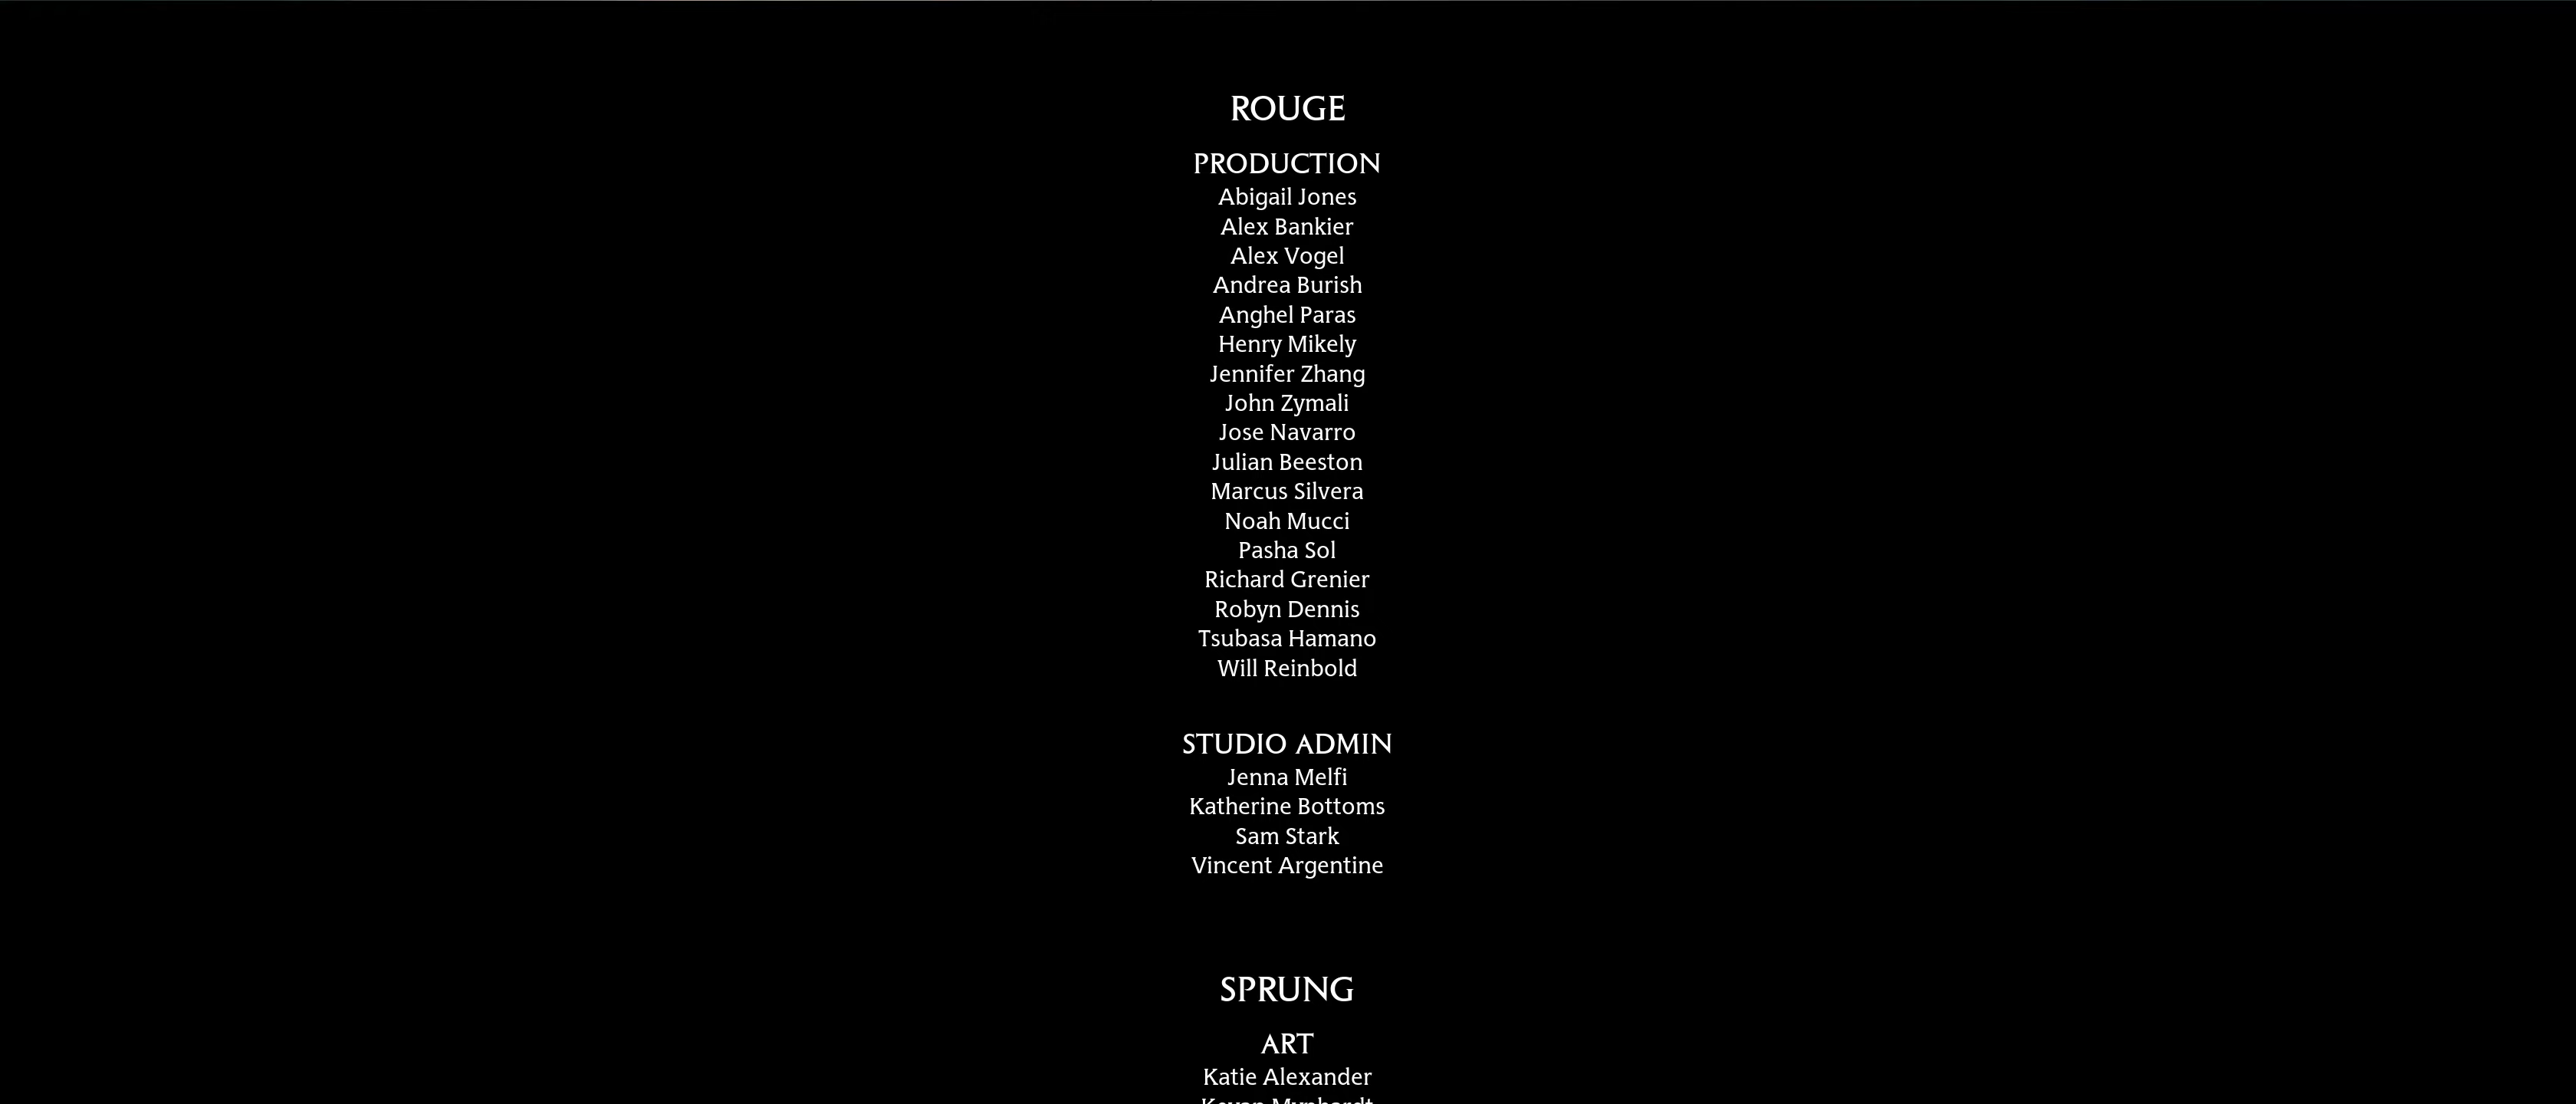 ROUGE
PRODUCTION
Abigail Jones
Alex Bankier
Alex Vogel
Andrea Burish
Anghel Paras
Henry Mikely
Jennifer Zhang
John Zymali
Jose Navarro
Julian Beeston
Marcus Silvera
Noah Mucci
Pasha Sol
Richard Grenier
Robyn Dennis
Tsubasa Hamano
Will Reinbold
STUDIO ADMIN
Jenna Melfi
Katherine Bottoms
Sam Stark
Vincent Argentine
SPRUNG
ART
Katie Alexander